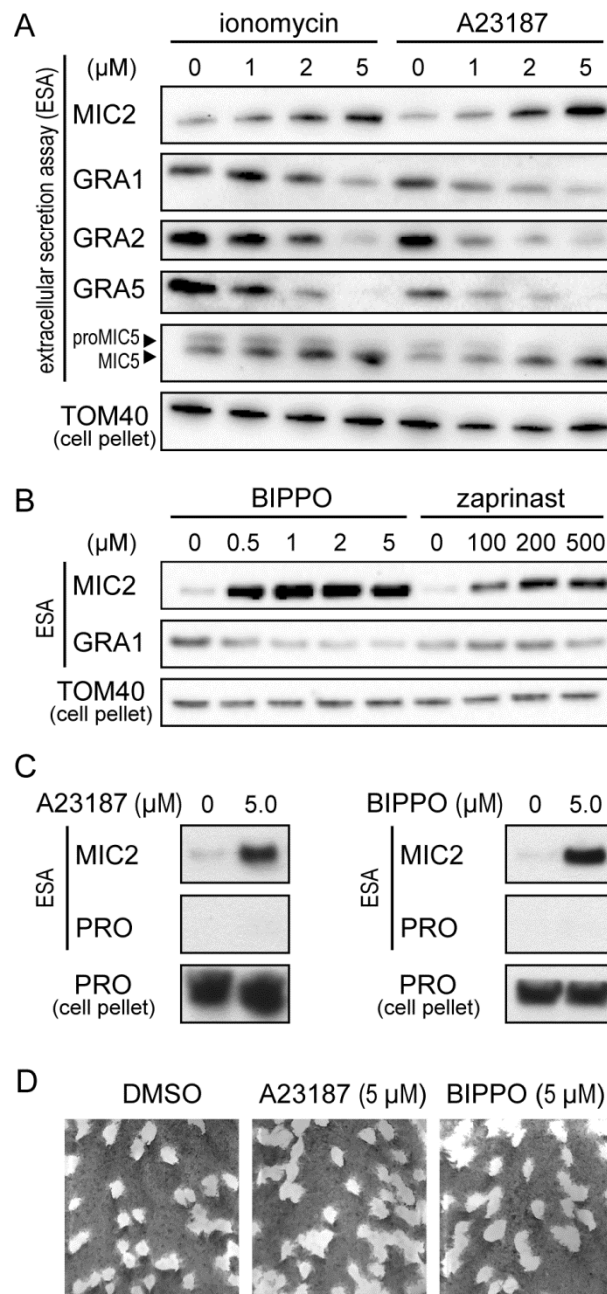 A
ionomycin A23187
(µM) 0 1 2 5 0 1 2 5
extracellular secretion assay (ESA)
MIC2
GRA1
GRA2
GRA5
proMIC5
MIC5
TOM40
(cell pellet)
B
BIPPO zaprinast
(µM) 0 0.5 1 2 5 0 100 200 500
ESA
MIC2
GRA1
TOM40
(cell pellet)
C
A23187 (µM) 0 5.0 BIPPO (µM) 0 5.0
ESA MIC2 ESA MIC2
PRO PRO
PRO PRO
(cell pellet) (cell pellet)
D
DMSO A23187 (5 µM) BIPPO (5 µM)